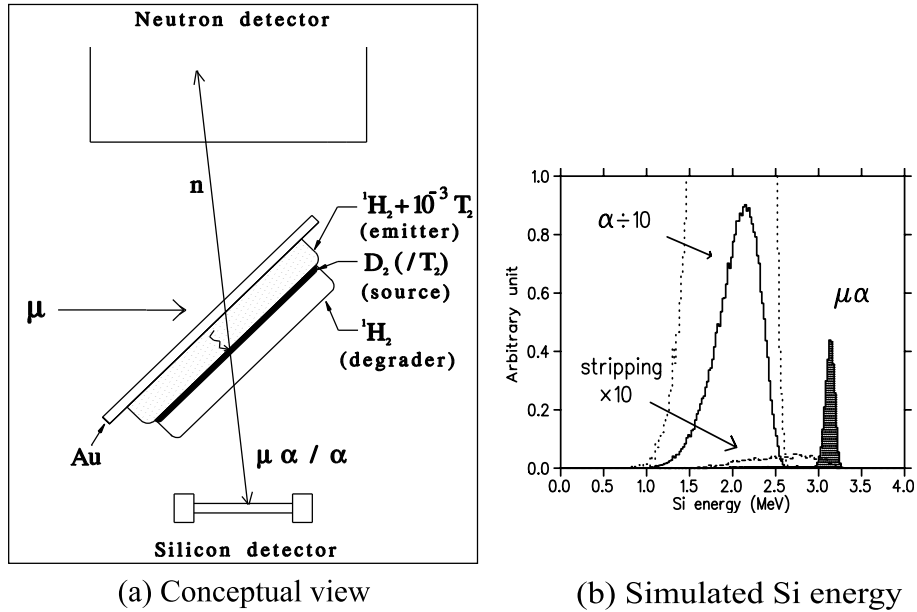 Neutron detector
n
¹H₂+10⁻³ T₂
(emitter)
D₂(/T₂)
(source)
μ
¹H₂
(degrader)
Au
μ α / α
Silicon detector
(a) Conceptual view
1.0
0.8
0.6
0.4
0.2
0.0
Arbitrary unit
α÷10
μα
stripping
×10
0.0 0.5 1.0 1.5 2.0 2.5 3.0 3.5 4.0
Si energy (MeV)
(b) Simulated Si energy